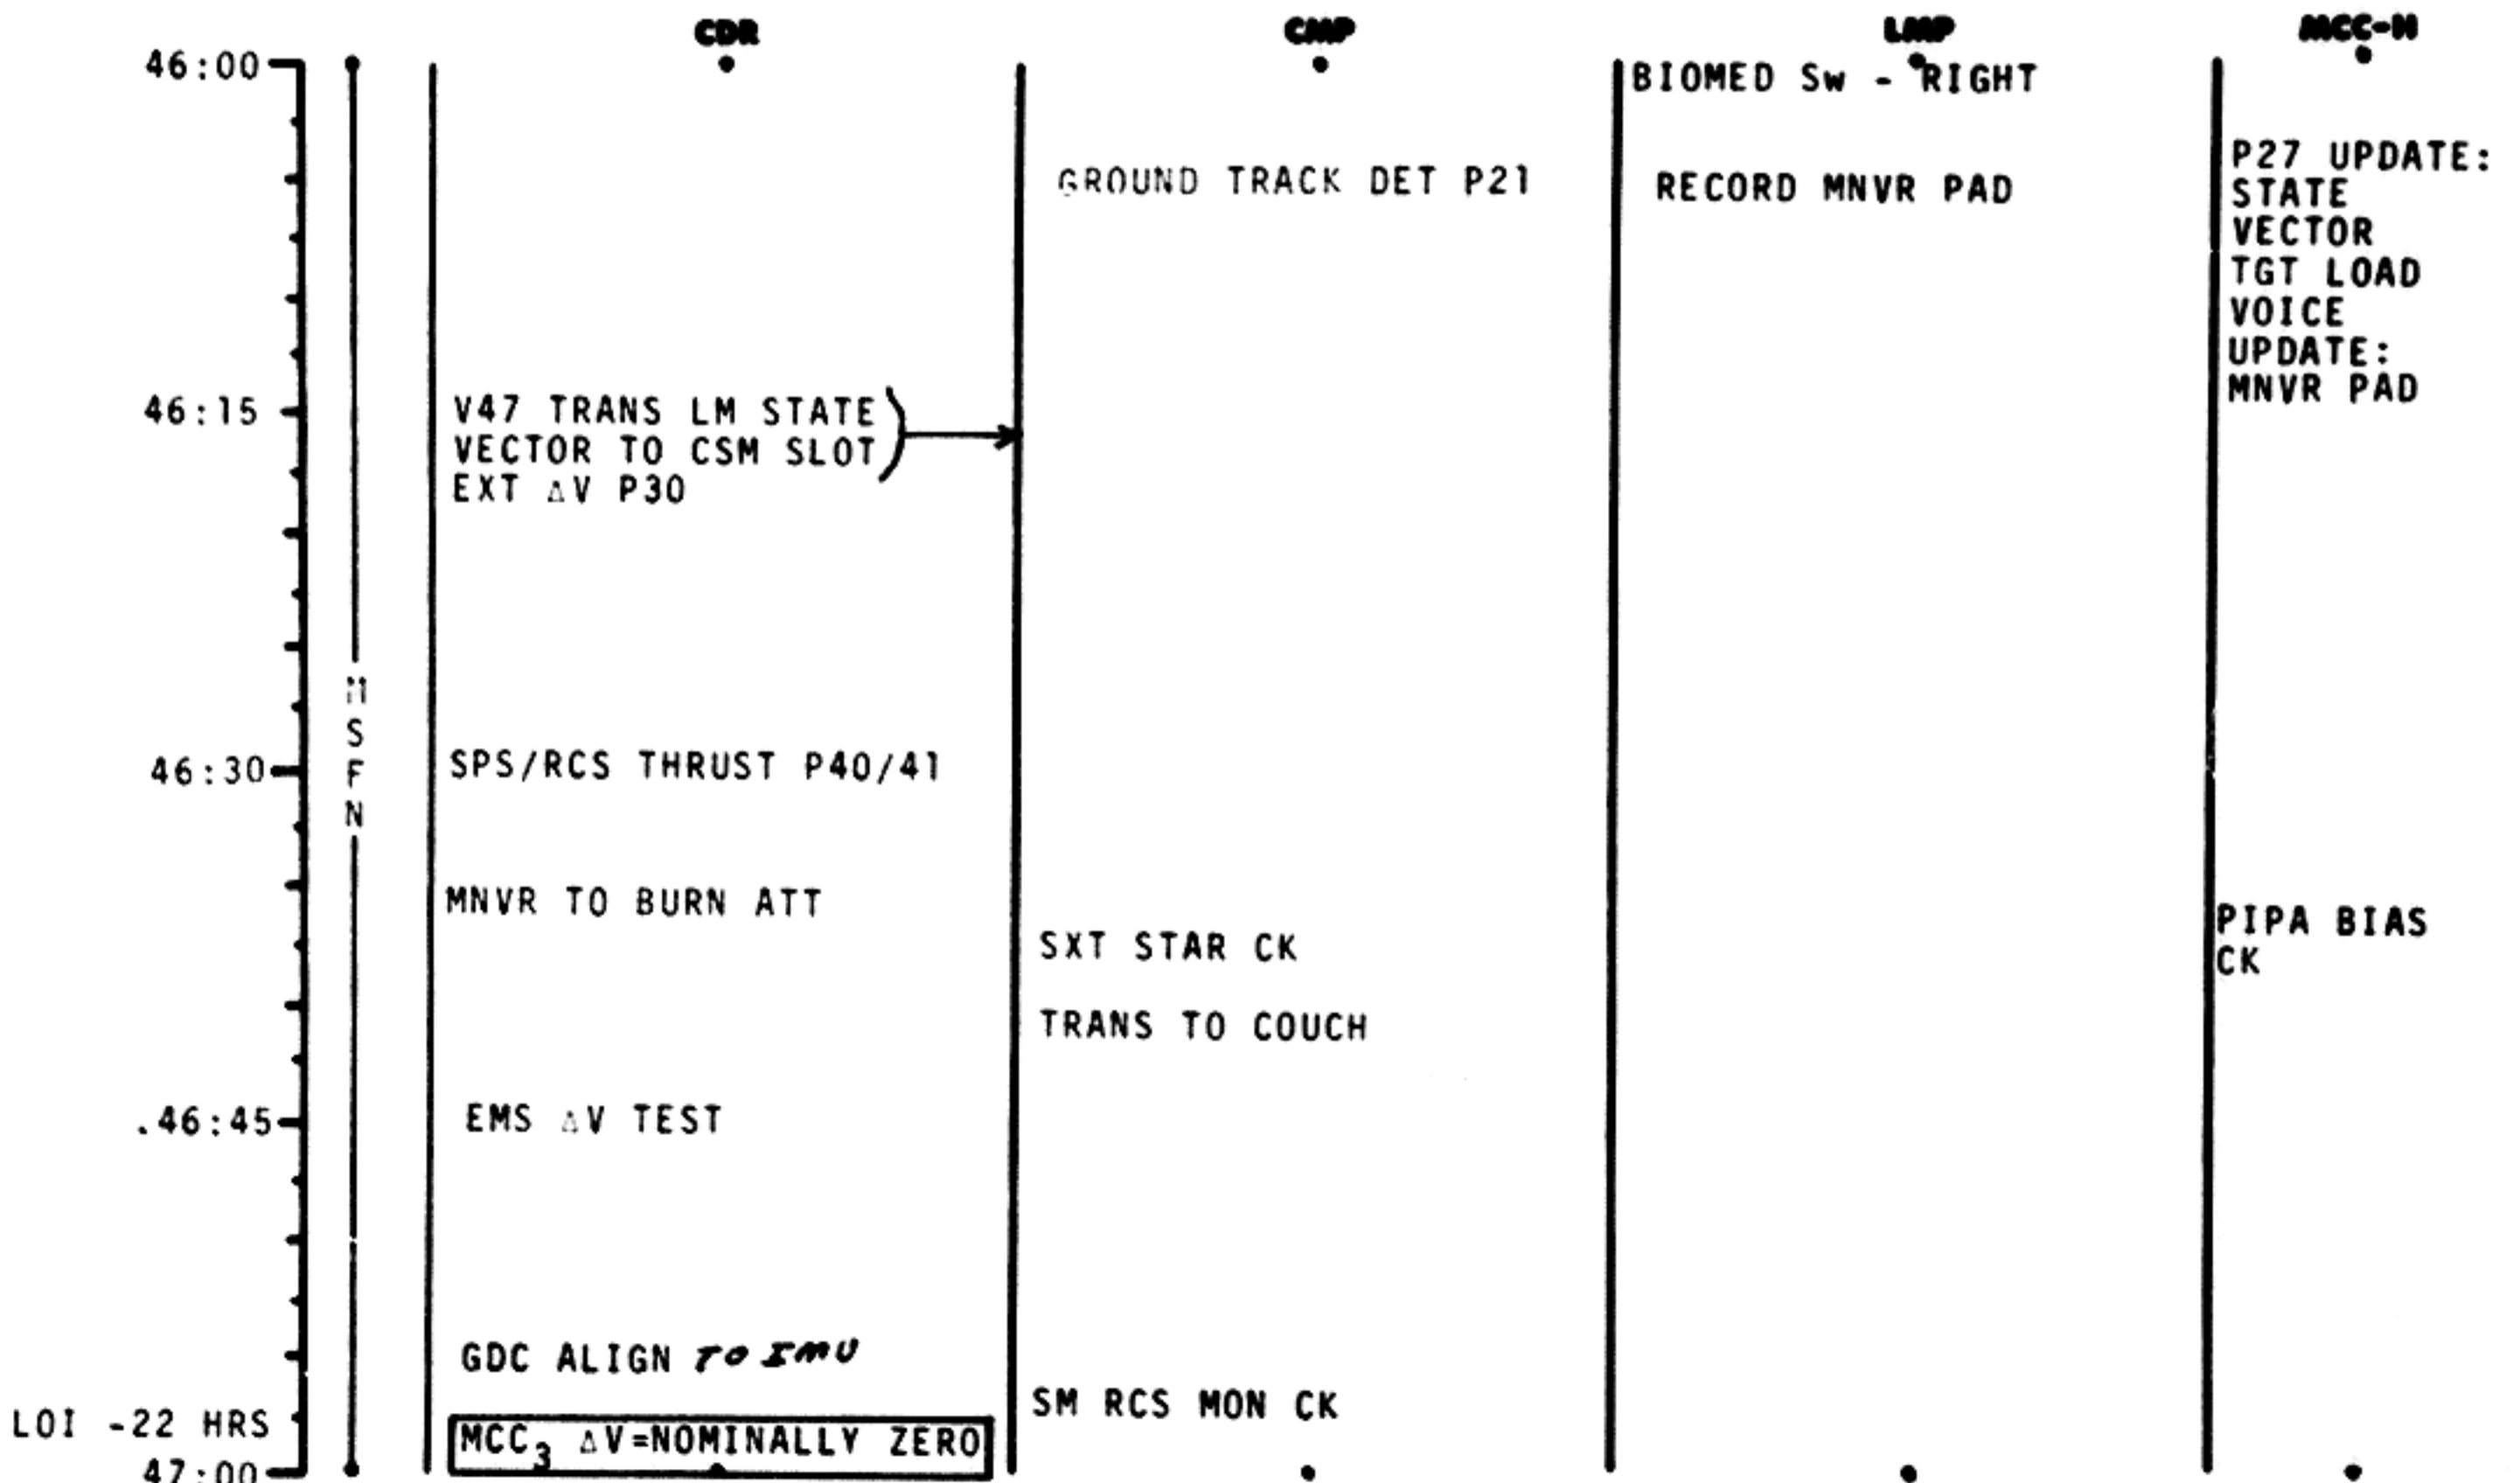 CDR CMP LMP MCC-H
46:00
BIOMED Sw - RIGHT
P27 UPDATE:
GROUND TRACK DET P21
RECORD MNVR PAD
STATE
VECTOR
TGT LOAD
VOICE
UPDATE:
MNVR PAD
46:15
V47 TRANS LM STATE
VECTOR TO CSM SLOT
EXT ΔV P30
MSFN
46:30
SPS/RCS THRUST P40/41
MNVR TO BURN ATT
PIPA BIAS
CK
SXT STAR CK
TRANS TO COUCH
.46:45
EMS ΔV TEST
GDC ALIGN TO IMU
SM RCS MON CK
LOI -22 HRS
MCC3 ΔV=NOMINALLY ZERO
47:00